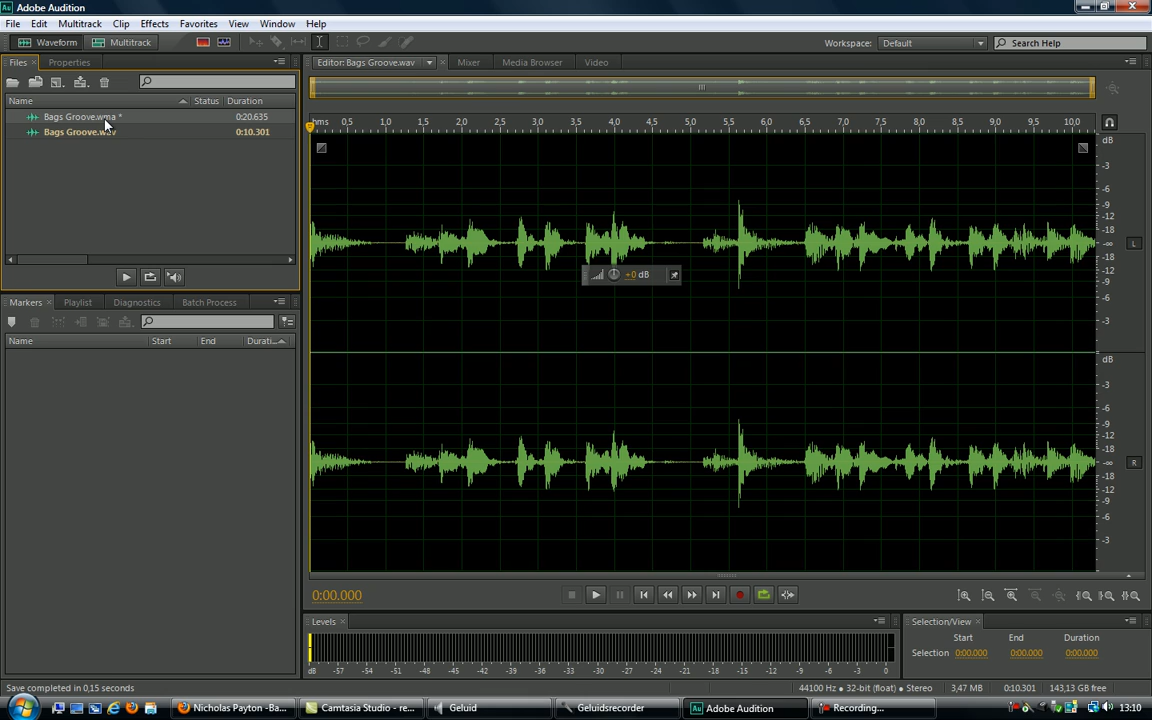 Adobe Audition
File Edit Multitrack Clip Effects Favorites View Window Help
Waveform Multitrack Workspace: Default Search Help
Files Properties
Name Status Duration
Bags Groove.wma * 0:20.635
Bags Groove.wav 0:10.301
Markers Playlist Diagnostics Batch Process
Name Start End Durati...
Editor: Bags Groove.wav Mixer Media Browser Video
hms 0,5 1,0 1,5 2,0 2,5 3,0 3,5 4,0 4,5 5,0 5,5 6,0 6,5 7,0 7,5 8,0 8,5 9,0 9,5 10,0
dB
-3
-6
-9
-12
-18
-∞ L
-18
-12
-9
-6
-3
+0 dB
dB
-3
-6
-9
-12
-18
-∞ R
-18
-12
-9
-6
-3
0:00.000
Levels
dB -57 -54 -51 -48 -45 -42 -39 -36 -33 -30 -27 -24 -21 -18 -15 -12 -9 -6 -3 0
Selection/View
Start End Duration
Selection 0:00.000 0:00.000 0:00.000
Save completed in 0,15 seconds 44100 Hz • 32-bit (float) • Stereo 3,47 MB 0:10.301 143,13 GB free
Nicholas Payton -Ba... Camtasia Studio - re... Geluid Geluidsrecorder Adobe Audition Recording... 13:10